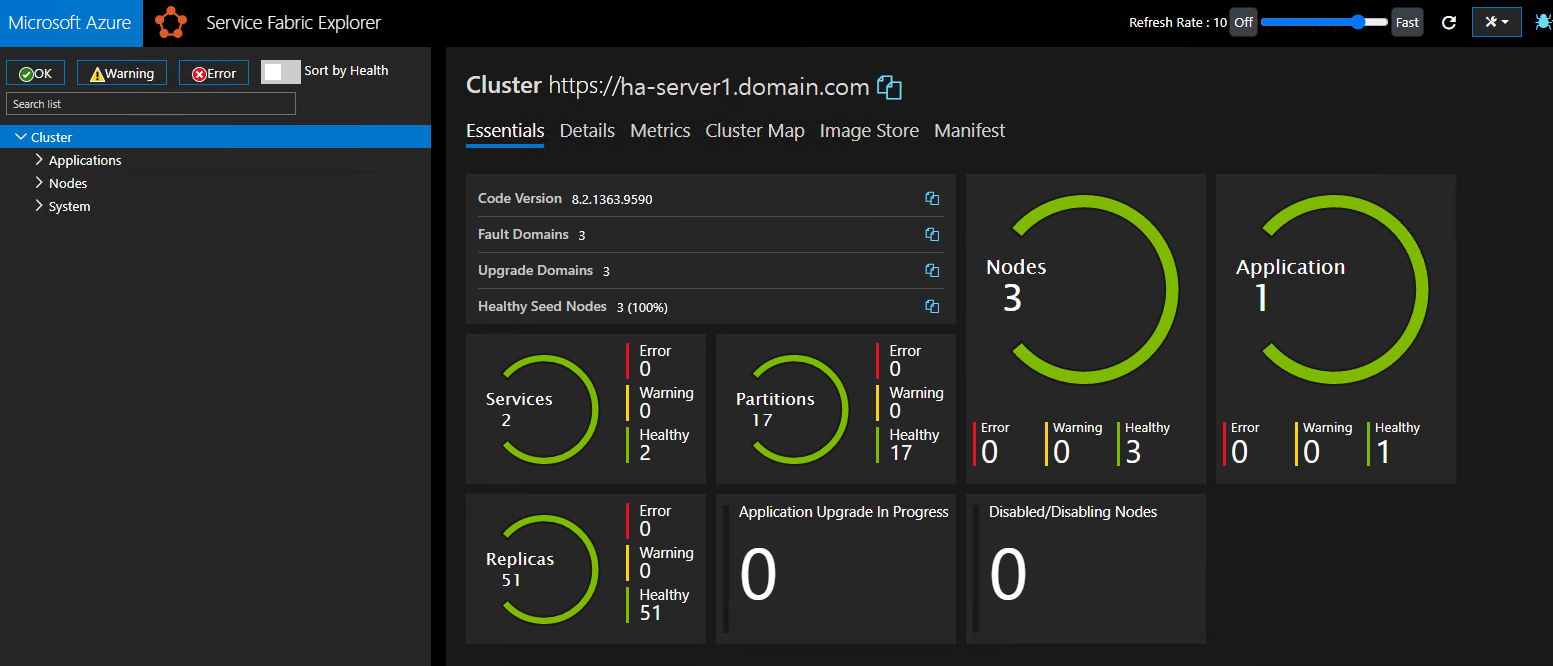 Microsoft Azure
Service Fabric Explorer
Refresh Rate : 10 Off Fast
OK Warning Error Sort by Health
Search list
Cluster
Applications
Nodes
System
Cluster https://ha-server1.domain.com
Essentials Details Metrics Cluster Map Image Store Manifest
Code Version 8.2.1363.9590
Fault Domains 3
Upgrade Domains 3
Healthy Seed Nodes 3 (100%)
Nodes
3
Error
0
Warning
0
Healthy
3
Application
1
Error
0
Warning
0
Healthy
1
Services
2
Error
0
Warning
0
Healthy
2
Partitions
17
Error
0
Warning
0
Healthy
17
Replicas
51
Error
0
Warning
0
Healthy
51
Application Upgrade In Progress
0
Disabled/Disabling Nodes
0